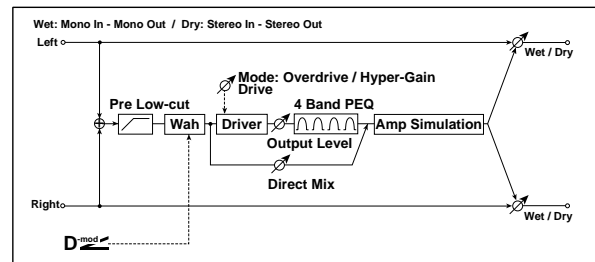 Wet: Mono In - Mono Out / Dry: Stereo In - Stereo Out
Left
Wet / Dry
Mode: Overdrive / Hyper-Gain
Drive
Pre Low-cut
4 Band PEQ
Wah
Driver
Amp Simulation
Output Level
Direct Mix
Right
Wet / Dry
D-mod